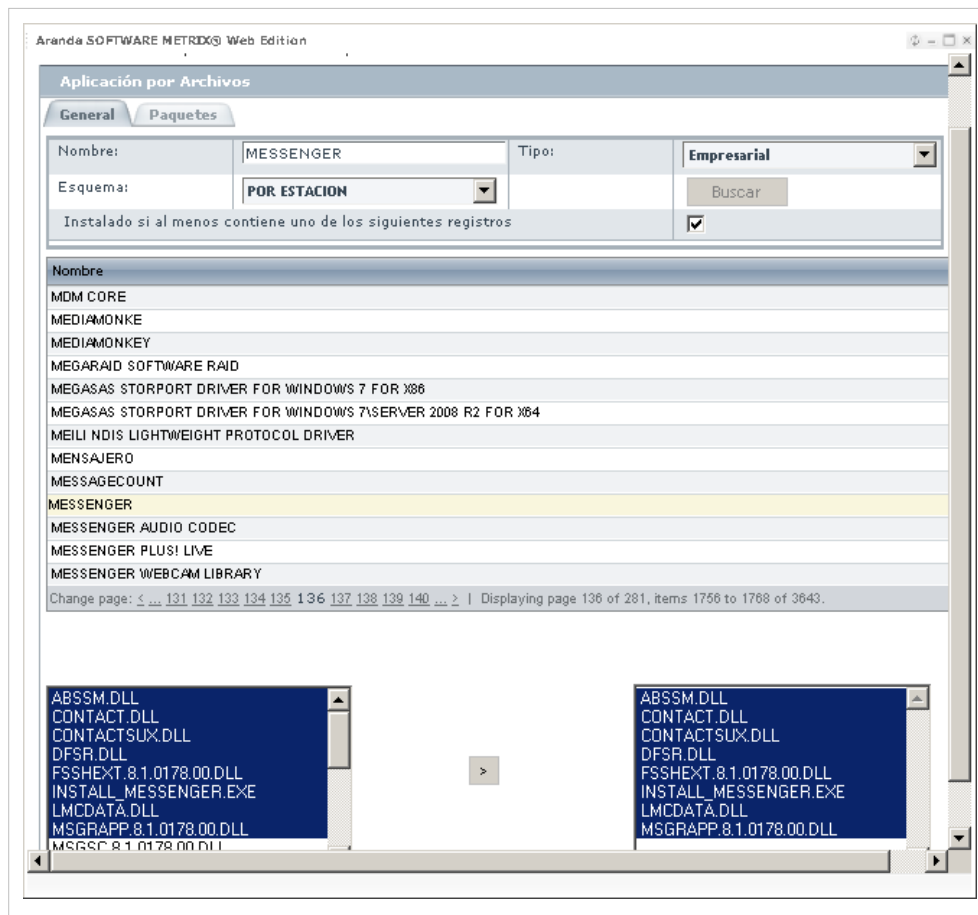 Aranda SOFTWARE METRIX® Web Edition
Aplicación por Archivos
General Paquetes
Nombre: MESSENGER Tipo: Empresarial
Esquema: POR ESTACION Buscar
Instalado si al menos contiene uno de los siguientes registros
Nombre
MDM CORE
MEDIAMONKE
MEDIAMONKEY
MEGARAID SOFTWARE RAID
MEGASAS STORPORT DRIVER FOR WINDOWS 7 FOR X86
MEGASAS STORPORT DRIVER FOR WINDOWS 7\SERVER 2008 R2 FOR X64
MEILI NDIS LIGHTWEIGHT PROTOCOL DRIVER
MENSAJERO
MESSAGECOUNT
MESSENGER
MESSENGER AUDIO CODEC
MESSENGER PLUS! LIVE
MESSENGER WEBCAM LIBRARY
Change page: < ... 131 132 133 134 135 136 137 138 139 140 ... > | Displaying page 136 of 281, items 1756 to 1768 of 3643.
ABSSM.DLL
CONTACT.DLL
CONTACTSUX.DLL
DFSR.DLL
FSSHEXT.8.1.0178.00.DLL
INSTALL_MESSENGER.EXE
LMCDATA.DLL
MSGRAPP.8.1.0178.00.DLL
MSGSC.8.1.0178.00.DLL
>
ABSSM.DLL
CONTACT.DLL
CONTACTSUX.DLL
DFSR.DLL
FSSHEXT.8.1.0178.00.DLL
INSTALL_MESSENGER.EXE
LMCDATA.DLL
MSGRAPP.8.1.0178.00.DLL